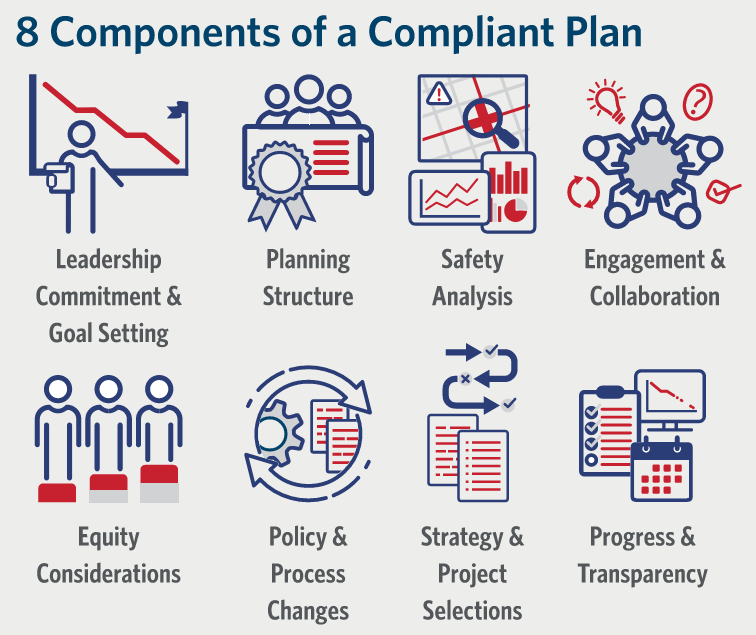 8 Components of a Compliant Plan
Leadership
Commitment &
Goal Setting
Planning
Structure
Safety
Analysis
Engagement &
Collaboration
Equity
Considerations
Policy &
Process
Changes
Strategy &
Project
Selections
Progress &
Transparency